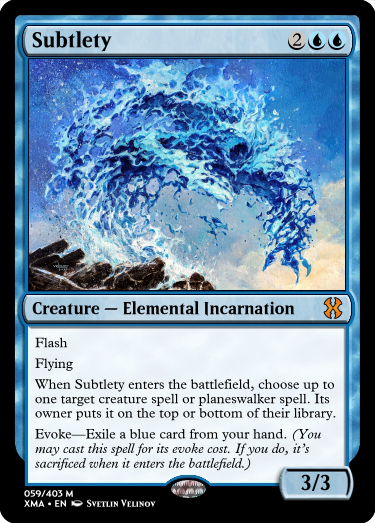 Subtlety 2
Creature — Elemental Incarnation
Flash
Flying
When Subtlety enters the battlefield, choose up to
one target creature spell or planeswalker spell. Its
owner puts it on the top or bottom of their library.
Evoke—Exile a blue card from your hand. (You
may cast this spell for its evoke cost. If you do, it's
sacrificed when it enters the battlefield.)
3/3
059/403 M
XMA • EN Svetlin Velinov